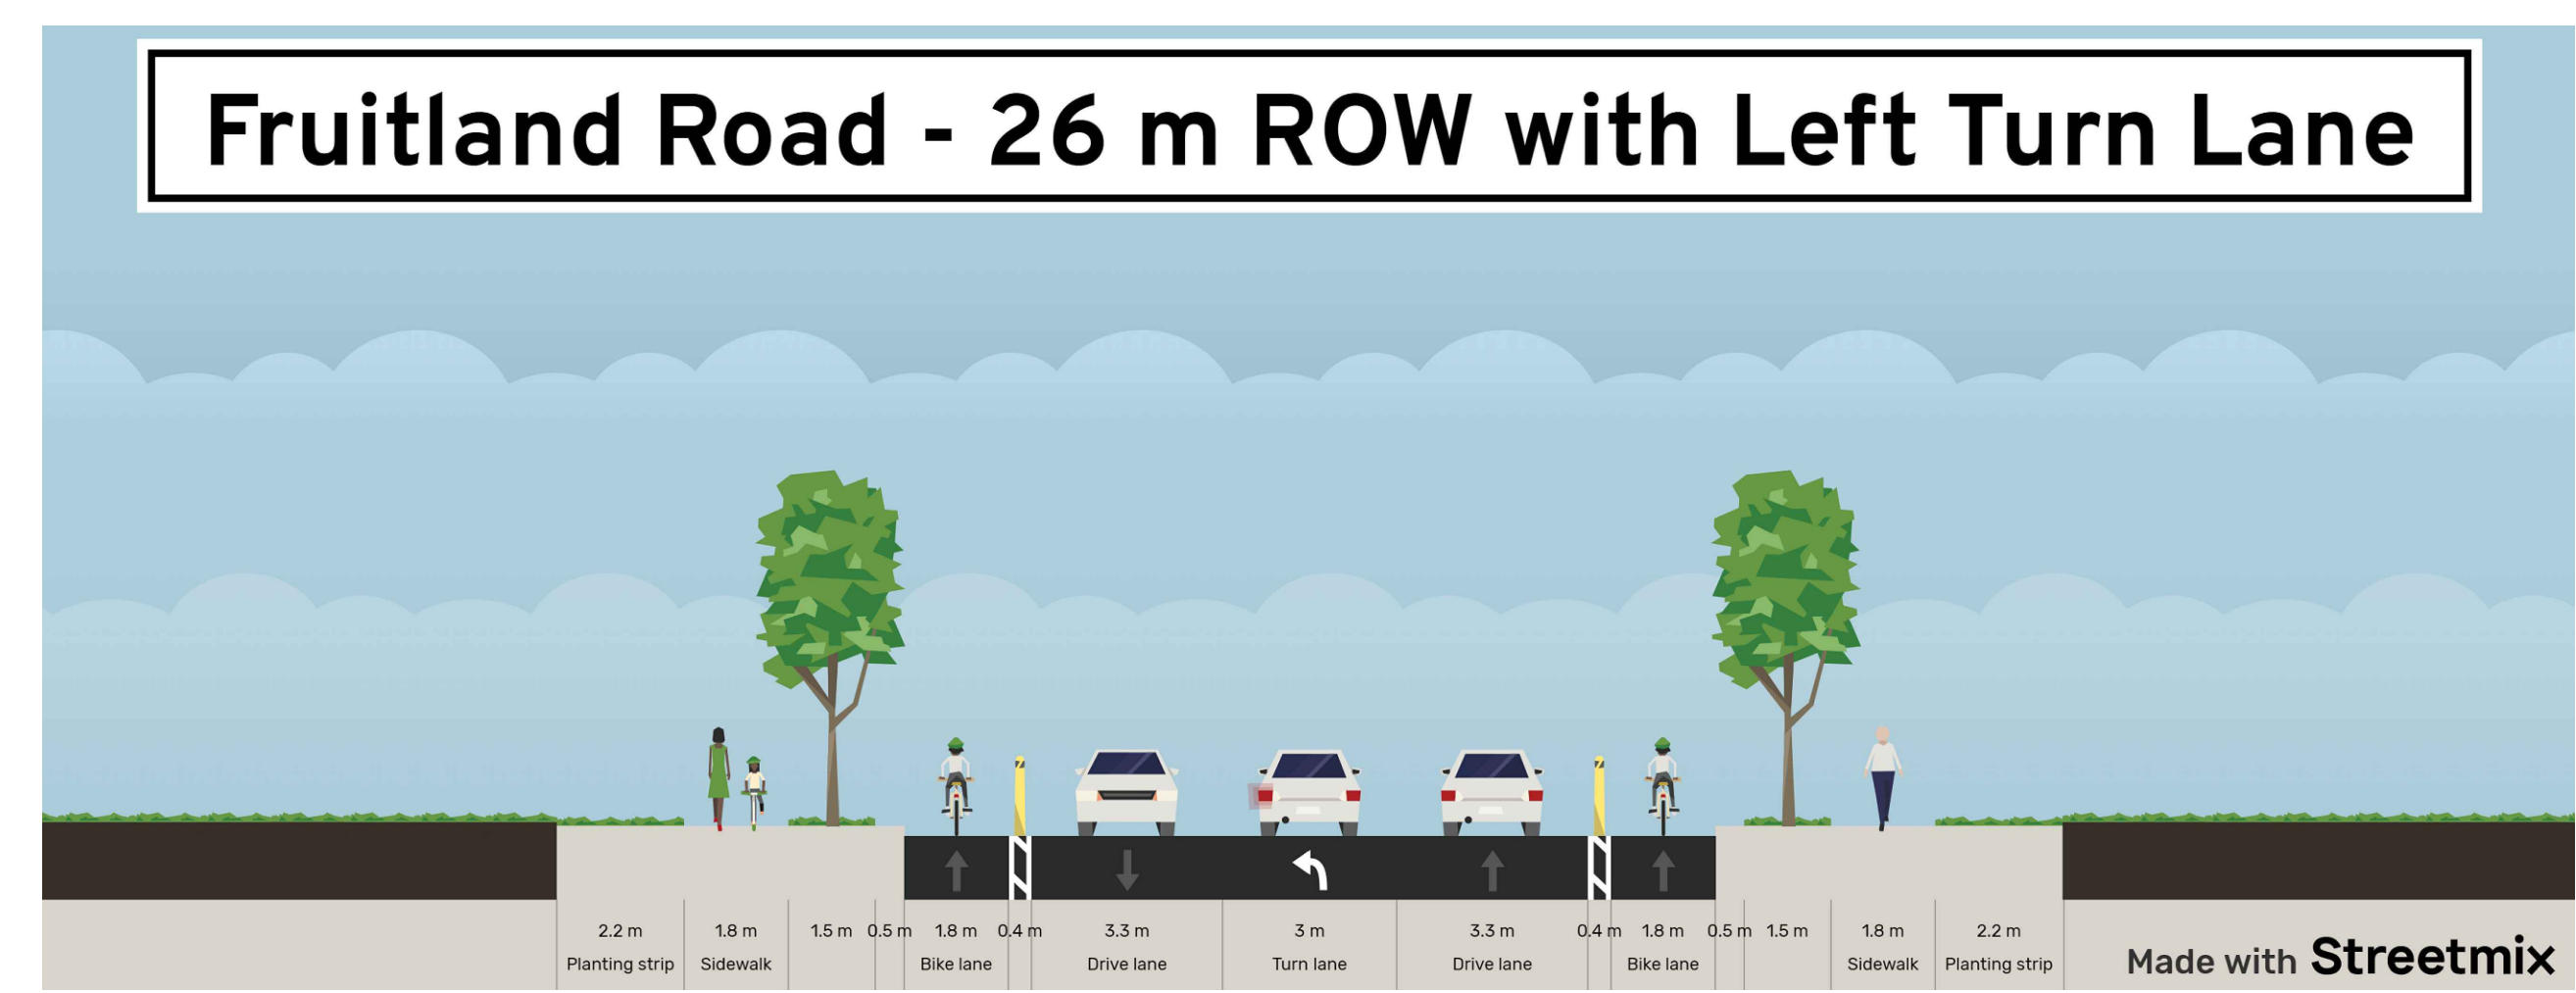 Fruitland Road - 26 m ROW with Left Turn Lane
2.2 m 1.8 m 1.5 m 0.5 m 1.8 m 0.4 m 3.3 m 3 m 3.3 m 0.4 m 1.8 m 0.5 m 1.5 m 1.8 m 2.2 m
Planting strip Sidewalk Bike lane Drive lane Turn lane Drive lane Bike lane Sidewalk Planting strip
Made with Streetmix